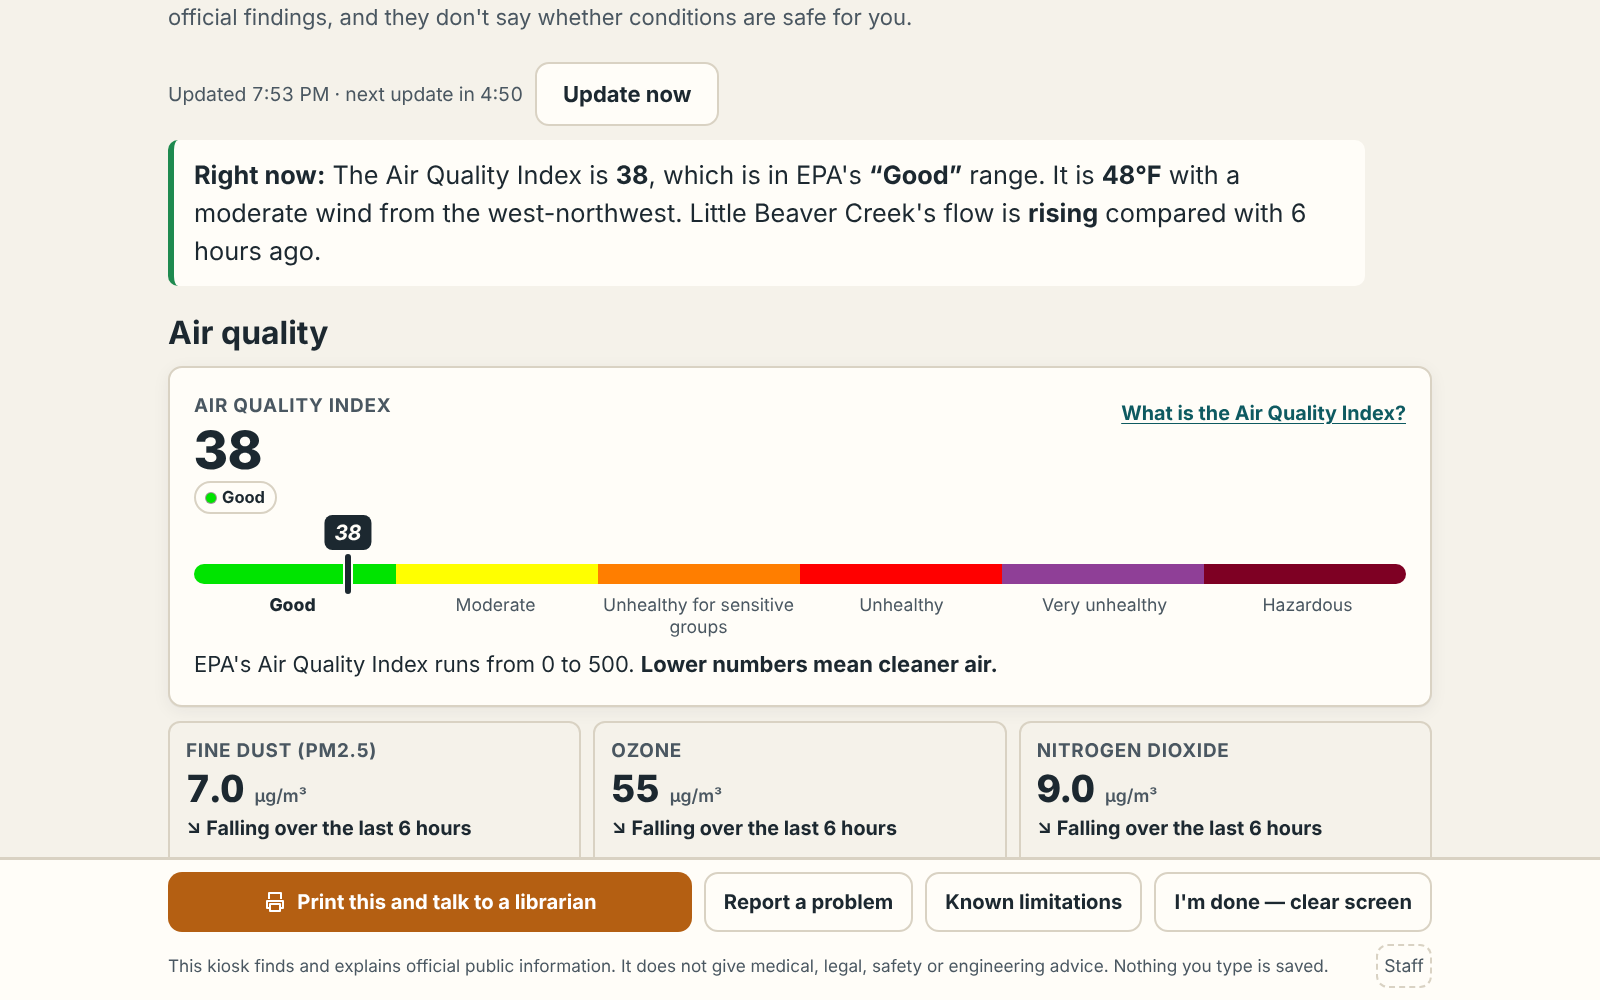 official findings, and they don't say whether conditions are safe for you.
Updated 7:53 PM · next update in 4:50
Update now
Right now: The Air Quality Index is 38, which is in EPA's “Good” range. It is 48°F with a
moderate wind from the west-northwest. Little Beaver Creek's flow is rising compared with 6
hours ago.
Air quality
AIR QUALITY INDEX
What is the Air Quality Index?
38
Good
38
Good
Moderate
Unhealthy for sensitive
groups
Unhealthy
Very unhealthy
Hazardous
EPA's Air Quality Index runs from 0 to 500. Lower numbers mean cleaner air.
FINE DUST (PM2.5)
7.0 µg/m³
↘ Falling over the last 6 hours
OZONE
55 µg/m³
↘ Falling over the last 6 hours
NITROGEN DIOXIDE
9.0 µg/m³
↘ Falling over the last 6 hours
Print this and talk to a librarian
Report a problem
Known limitations
I'm done — clear screen
This kiosk finds and explains official public information. It does not give medical, legal, safety or engineering advice. Nothing you type is saved.
Staff